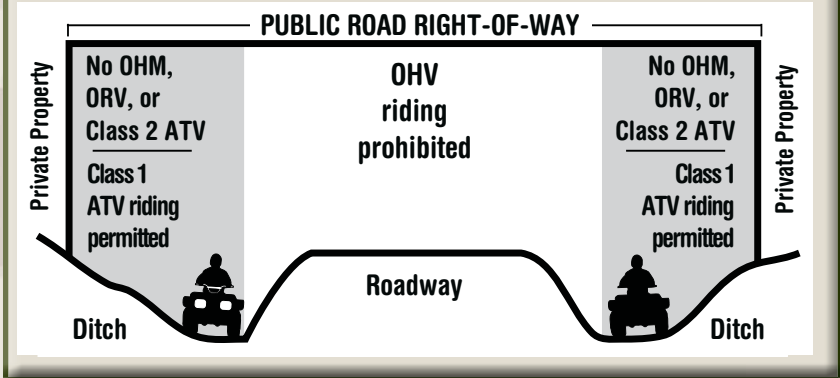 PUBLIC ROAD RIGHT-OF-WAY
Private Property
No OHM,
ORV, or
Class 2 ATV
Class 1
ATV riding
permitted
OHV
riding
prohibited
No OHM,
ORV, or
Class 2 ATV
Class 1
ATV riding
permitted
Private Property
Ditch
Roadway
Ditch